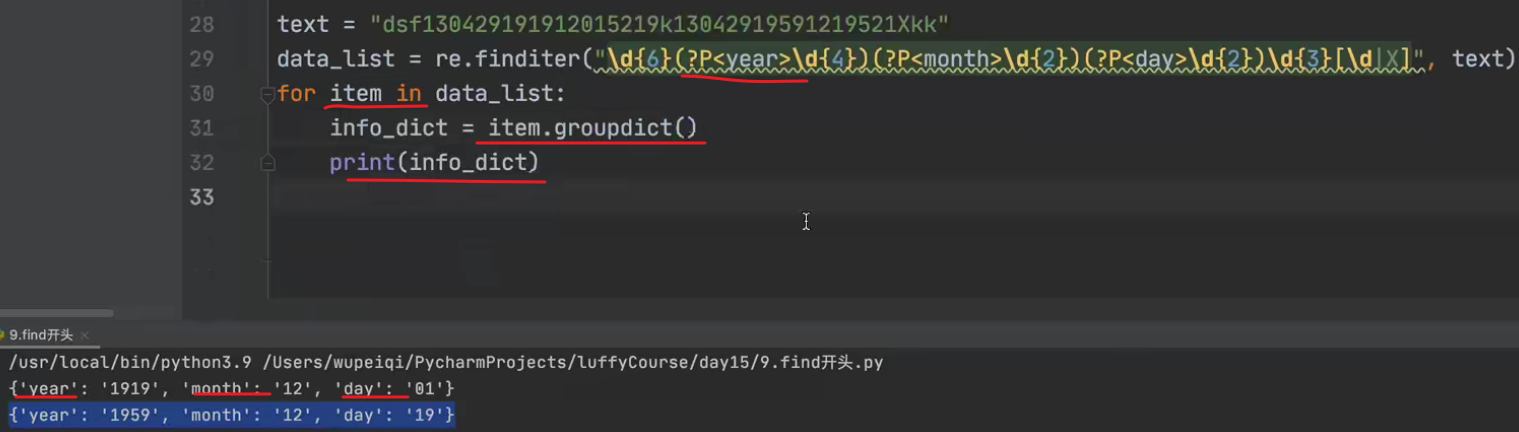 28 text = "dsf130429191912015219k13042919591219521Xkk"
29 data_list = re.finditer("\d{6}(?P<year>\d{4})(?P<month>\d{2})(?P<day>\d{2})\d{3}[\d|X]", text)
30 for item in data_list:
31 info_dict = item.groupdict()
32 print(info_dict)
33
9.find开头
/usr/local/bin/python3.9 /Users/wupeiqi/PycharmProjects/luffyCourse/day15/9.find开头.py
{'year': '1919', 'month': '12', 'day': '01'}
{'year': '1959', 'month': '12', 'day': '19'}